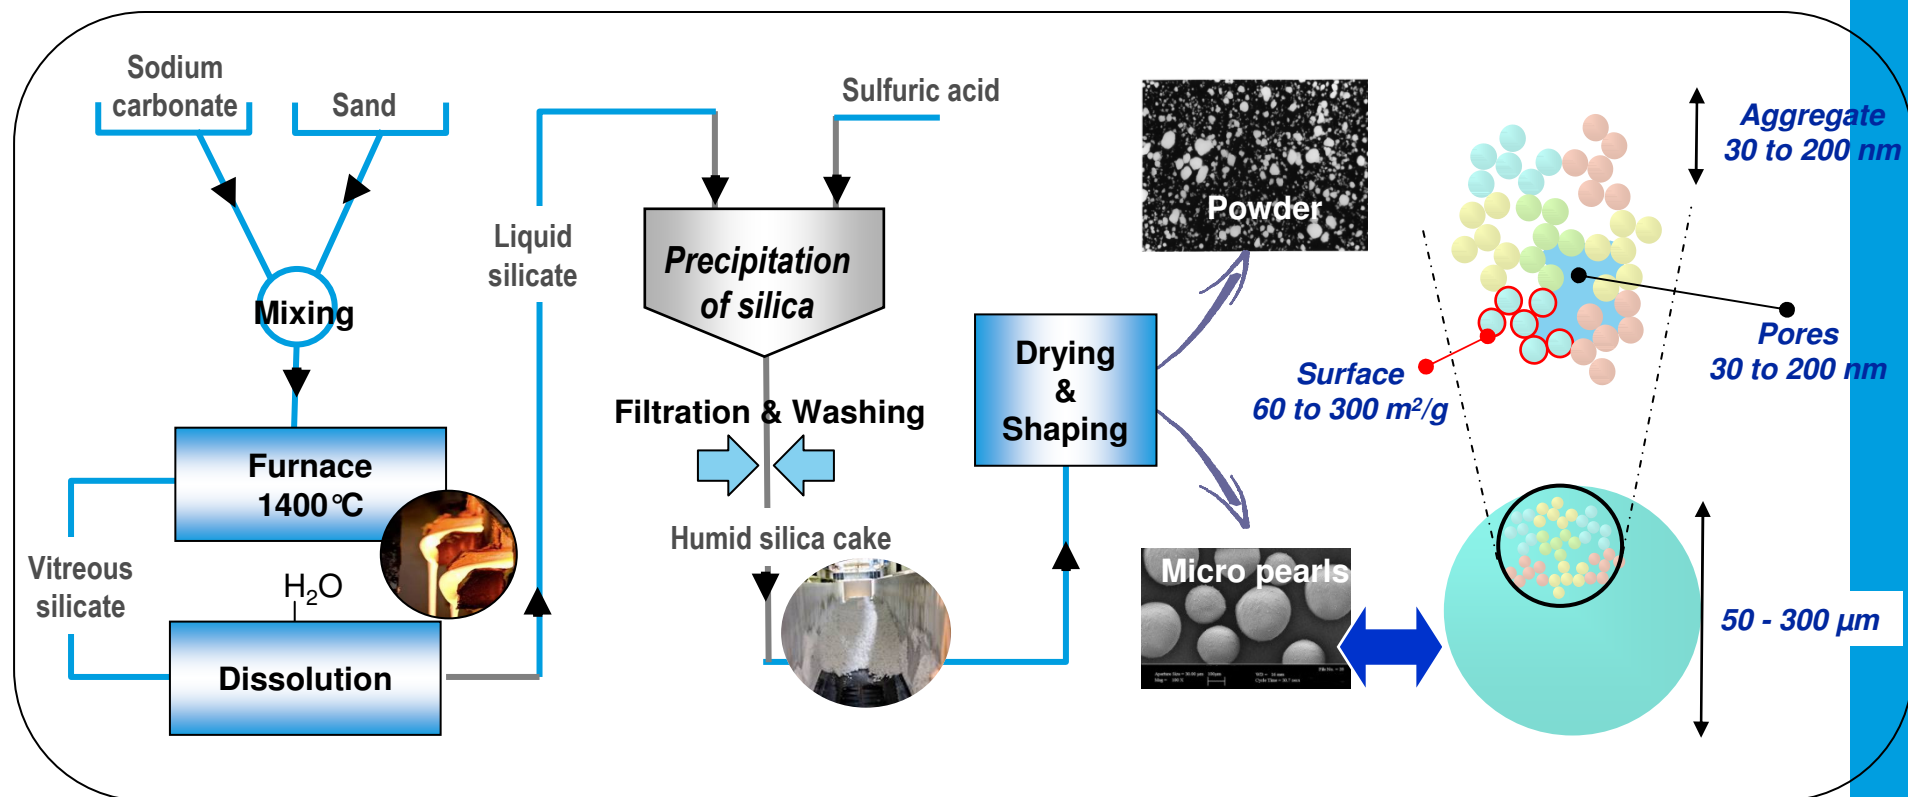 Sodium
carbonate
Sand
Mixing
Furnace
1400°C
Vitreous
silicate
H₂O
Dissolution
Liquid
silicate
Sulfuric acid
Precipitation
of silica
Filtration & Washing
Humid silica cake
Drying
&
Shaping
Powder
Micro pearls
Aggregate
30 to 200 nm
Pores
30 to 200 nm
Surface
60 to 300 m²/g
50 - 300 µm